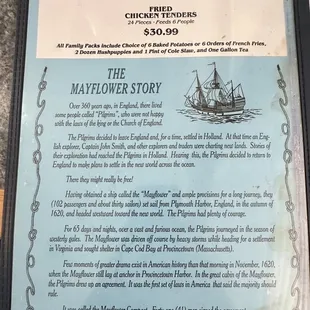 FRIED
CHICKEN TENDERS
24 Pieces - Feeds 6 People
$30.99
All Family Packs include Choice of 6 Baked Potatoes or 6 Orders of French Fries,
2 Dozen Hushpuppies and 1 Pint of Cole Slaw, and One Gallon Tea
THE
MAYFLOWER STORY
Over 360 years ago, in England, there lived
some people called "Pilgrims", who were not happy
with the laws of the king or the Church of England.
The Pilgrims decided to leave England and, for a time, settled in Holland. At that time an Eng-
lish explorer, Captain John Smith, and other explorers and traders were charting new lands. Stories of
their exploration had reached the Pilgrims in Holland. Hearing this, the Pilgrims decided to return to
England to make plans to settle in the new world across the ocean.
There they might really be free!
Having obtained a ship called the "Mayflower" and ample provisions for a long journey, they
(102 passengers and about thirty sailors) set sail from Plymouth Harbor, England, in the autumn of
1620, and headed westward toward the new world. The Pilgrims had plenty of courage.
For 65 days and nights, over a vast and furious ocean, the Pilgrims journeyed in the season of
westerly gales. The Mayflower was driven off course by heavy storms while heading for a settlement
in Virginia and sought shelter in Cape Cod Bay at Provincetown (Massachusetts).
Few moments of greater drama exist in American history than that morning in November, 1620,
when the Mayflower still lay at anchor in Provincetown Harbor. In the great cabin of the Mayflower,
the Pilgrims drew up an agreement. It was the first set of laws in America that said the majority should
rule.